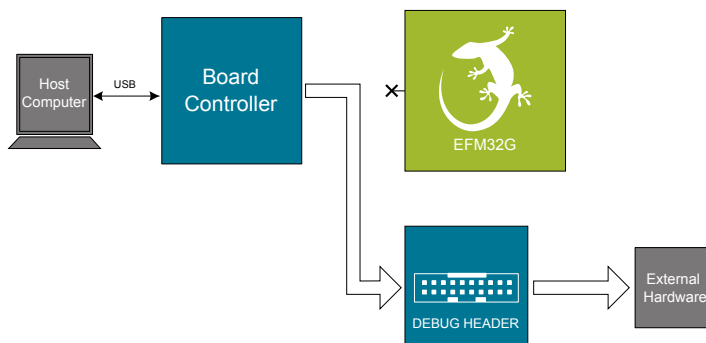 Host
Computer
USB
Board
Controller
EFM32G
DEBUG HEADER
External
Hardware